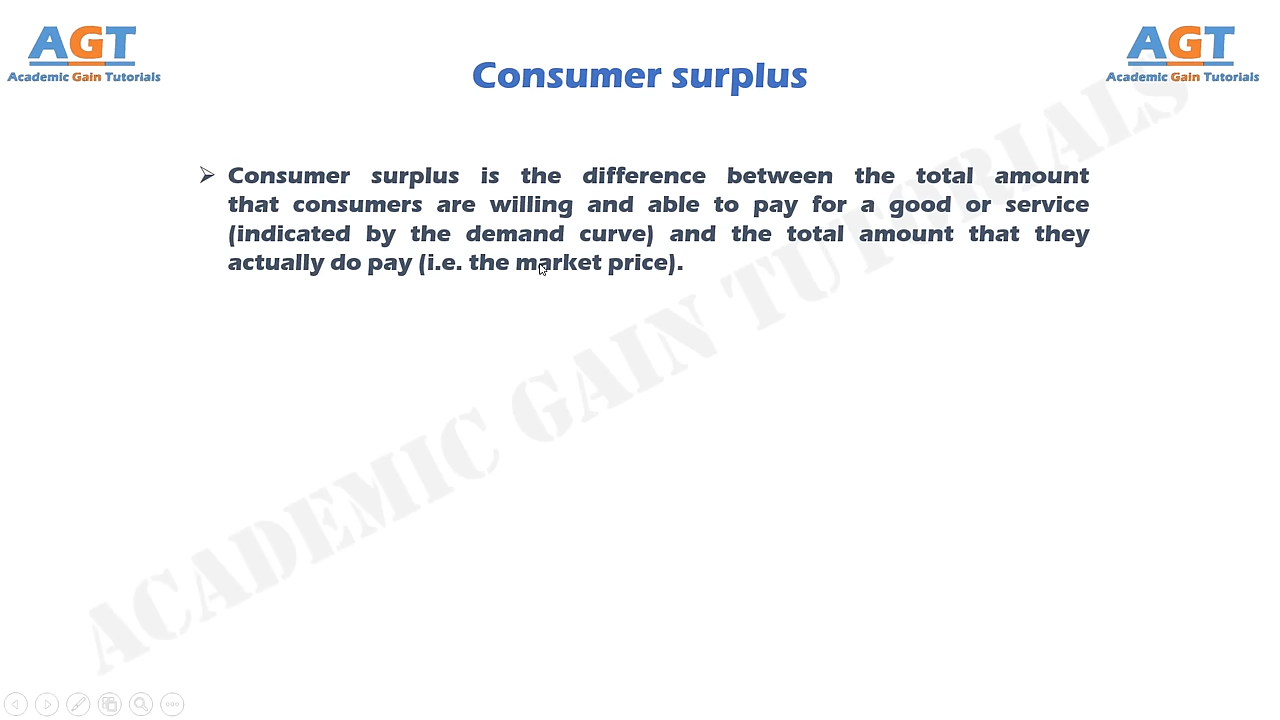 AGT
Academic Gain Tutorials
AGT
Academic Gain Tutorials
Consumer surplus
Consumer surplus is the difference between the total amount
that consumers are willing and able to pay for a good or service
(indicated by the demand curve) and the total amount that they
actually do pay (i.e. the market price).
ACADEMIC GAIN TUTORIALS